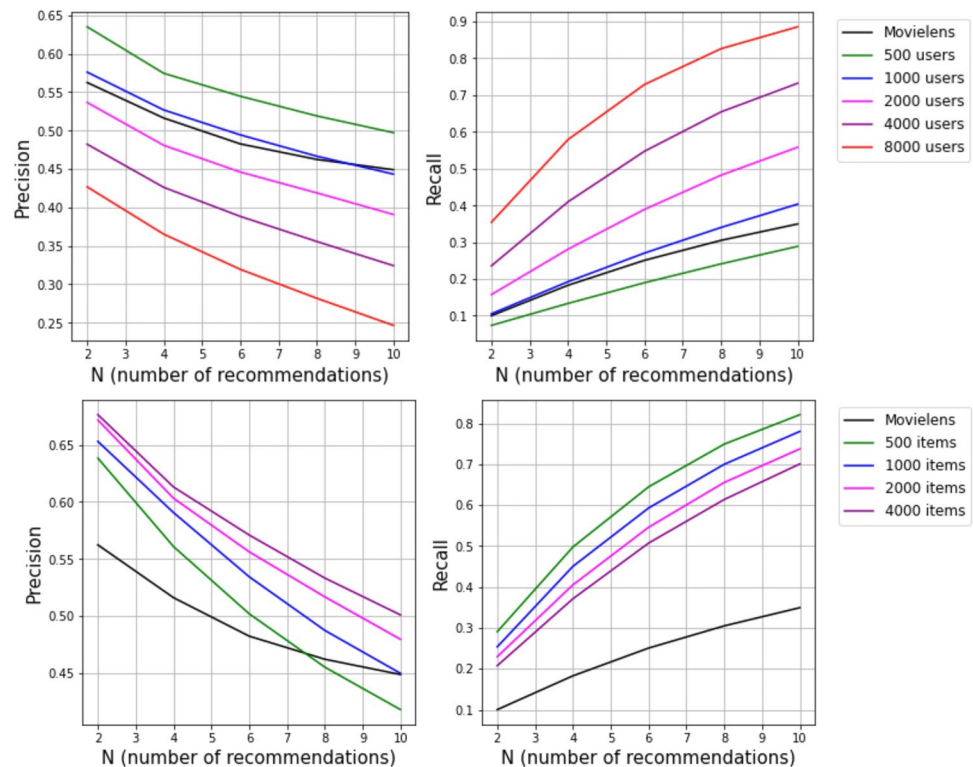 0.65
0.60
0.55
0.50
0.45
0.40
0.35
0.30
0.25
Precision
2 3 4 5 6 7 8 9 10
N (number of recommendations)
0.9
0.8
0.7
0.6
0.5
0.4
0.3
0.2
0.1
Recall
2 3 4 5 6 7 8 9 10
N (number of recommendations)
Movielens
500 users
1000 users
2000 users
4000 users
8000 users
0.65
0.60
0.55
0.50
0.45
Precision
2 3 4 5 6 7 8 9 10
N (number of recommendations)
0.8
0.7
0.6
0.5
0.4
0.3
0.2
0.1
Recall
2 3 4 5 6 7 8 9 10
N (number of recommendations)
Movielens
500 items
1000 items
2000 items
4000 items